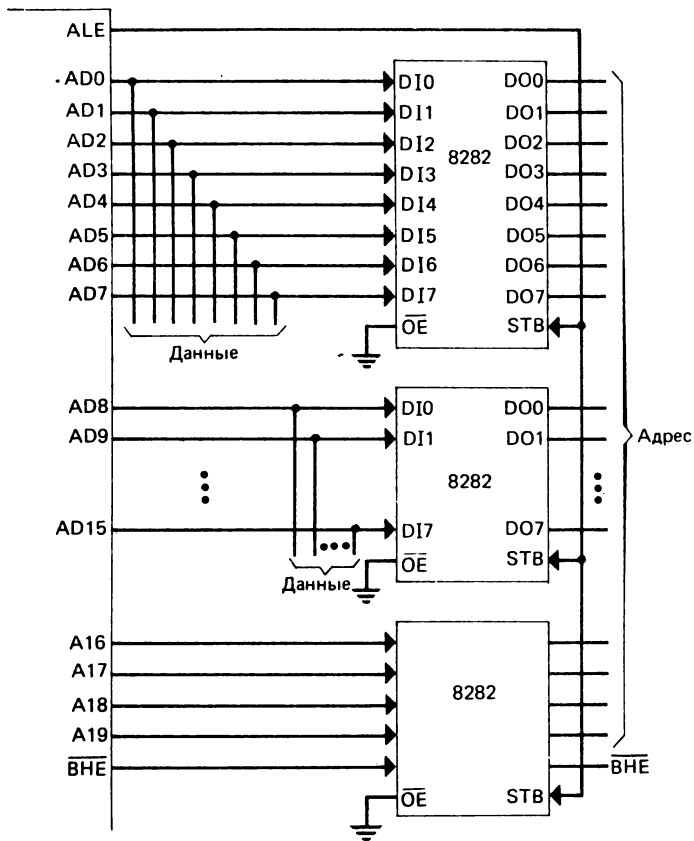 ALE
AD0 DI0 DO0
AD1 DI1 DO1
AD2 DI2 DO2
8282
AD3 DI3 DO3
AD4 DI4 DO4
AD5 DI5 DO5
AD6 DI6 DO6
AD7 DI7 DO7
OE STB
Данные
AD8 DI0 DO0
AD9 DI1 DO1
Адрес
8282
AD15 DI7 DO7
OE STB
Данные
A16
A17
A18
8282
A19
BHE BHE
OE STB